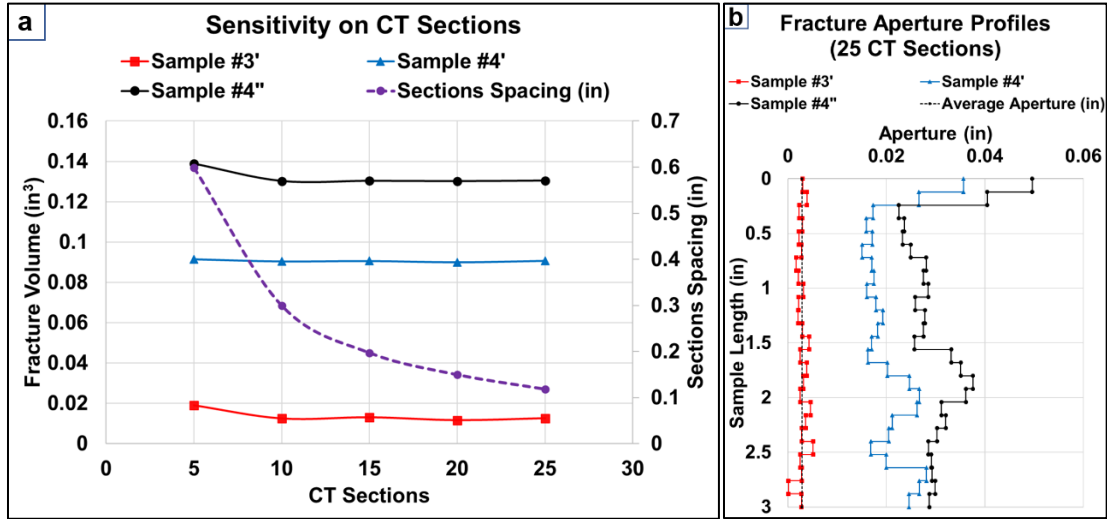 a
Sensitivity on CT Sections
Sample #3'
Sample #4'
Sample #4"
Sections Spacing (in)
Fracture Volume (in³)
0.16
0.14
0.12
0.1
0.08
0.06
0.04
0.02
0
0.7
0.6
0.5
0.4
0.3
0.2
0.1
0
Sections Spacing (in)
0
5
10
15
20
25
30
CT Sections
b
Fracture Aperture Profiles
(25 CT Sections)
Sample #3'
Sample #4'
Sample #4"
Average Aperture (in)
Aperture (in)
0
0.02
0.04
0.06
Sample Length (in)
0
0.5
1
1.5
2
2.5
3